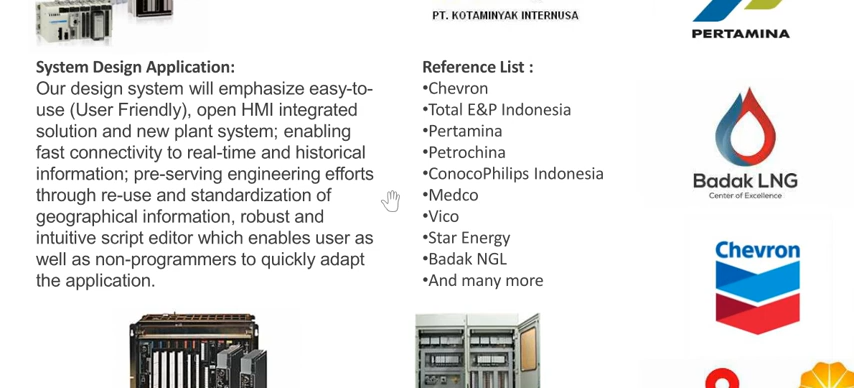 PT. KOTAMINYAK INTERNUSA
PERTAMINA
System Design Application:
Our design system will emphasize easy-to-
use (User Friendly), open HMI integrated
solution and new plant system; enabling
fast connectivity to real-time and historical
information; pre-serving engineering efforts
through re-use and standardization of
geographical information, robust and
intuitive script editor which enables user as
well as non-programmers to quickly adapt
the application.
Reference List :
•Chevron
•Total E&P Indonesia
•Pertamina
•Petrochina
•ConocoPhilips Indonesia
•Medco
•Vico
•Star Energy
•Badak NGL
•And many more
Badak LNG
Center of Excellence
Chevron